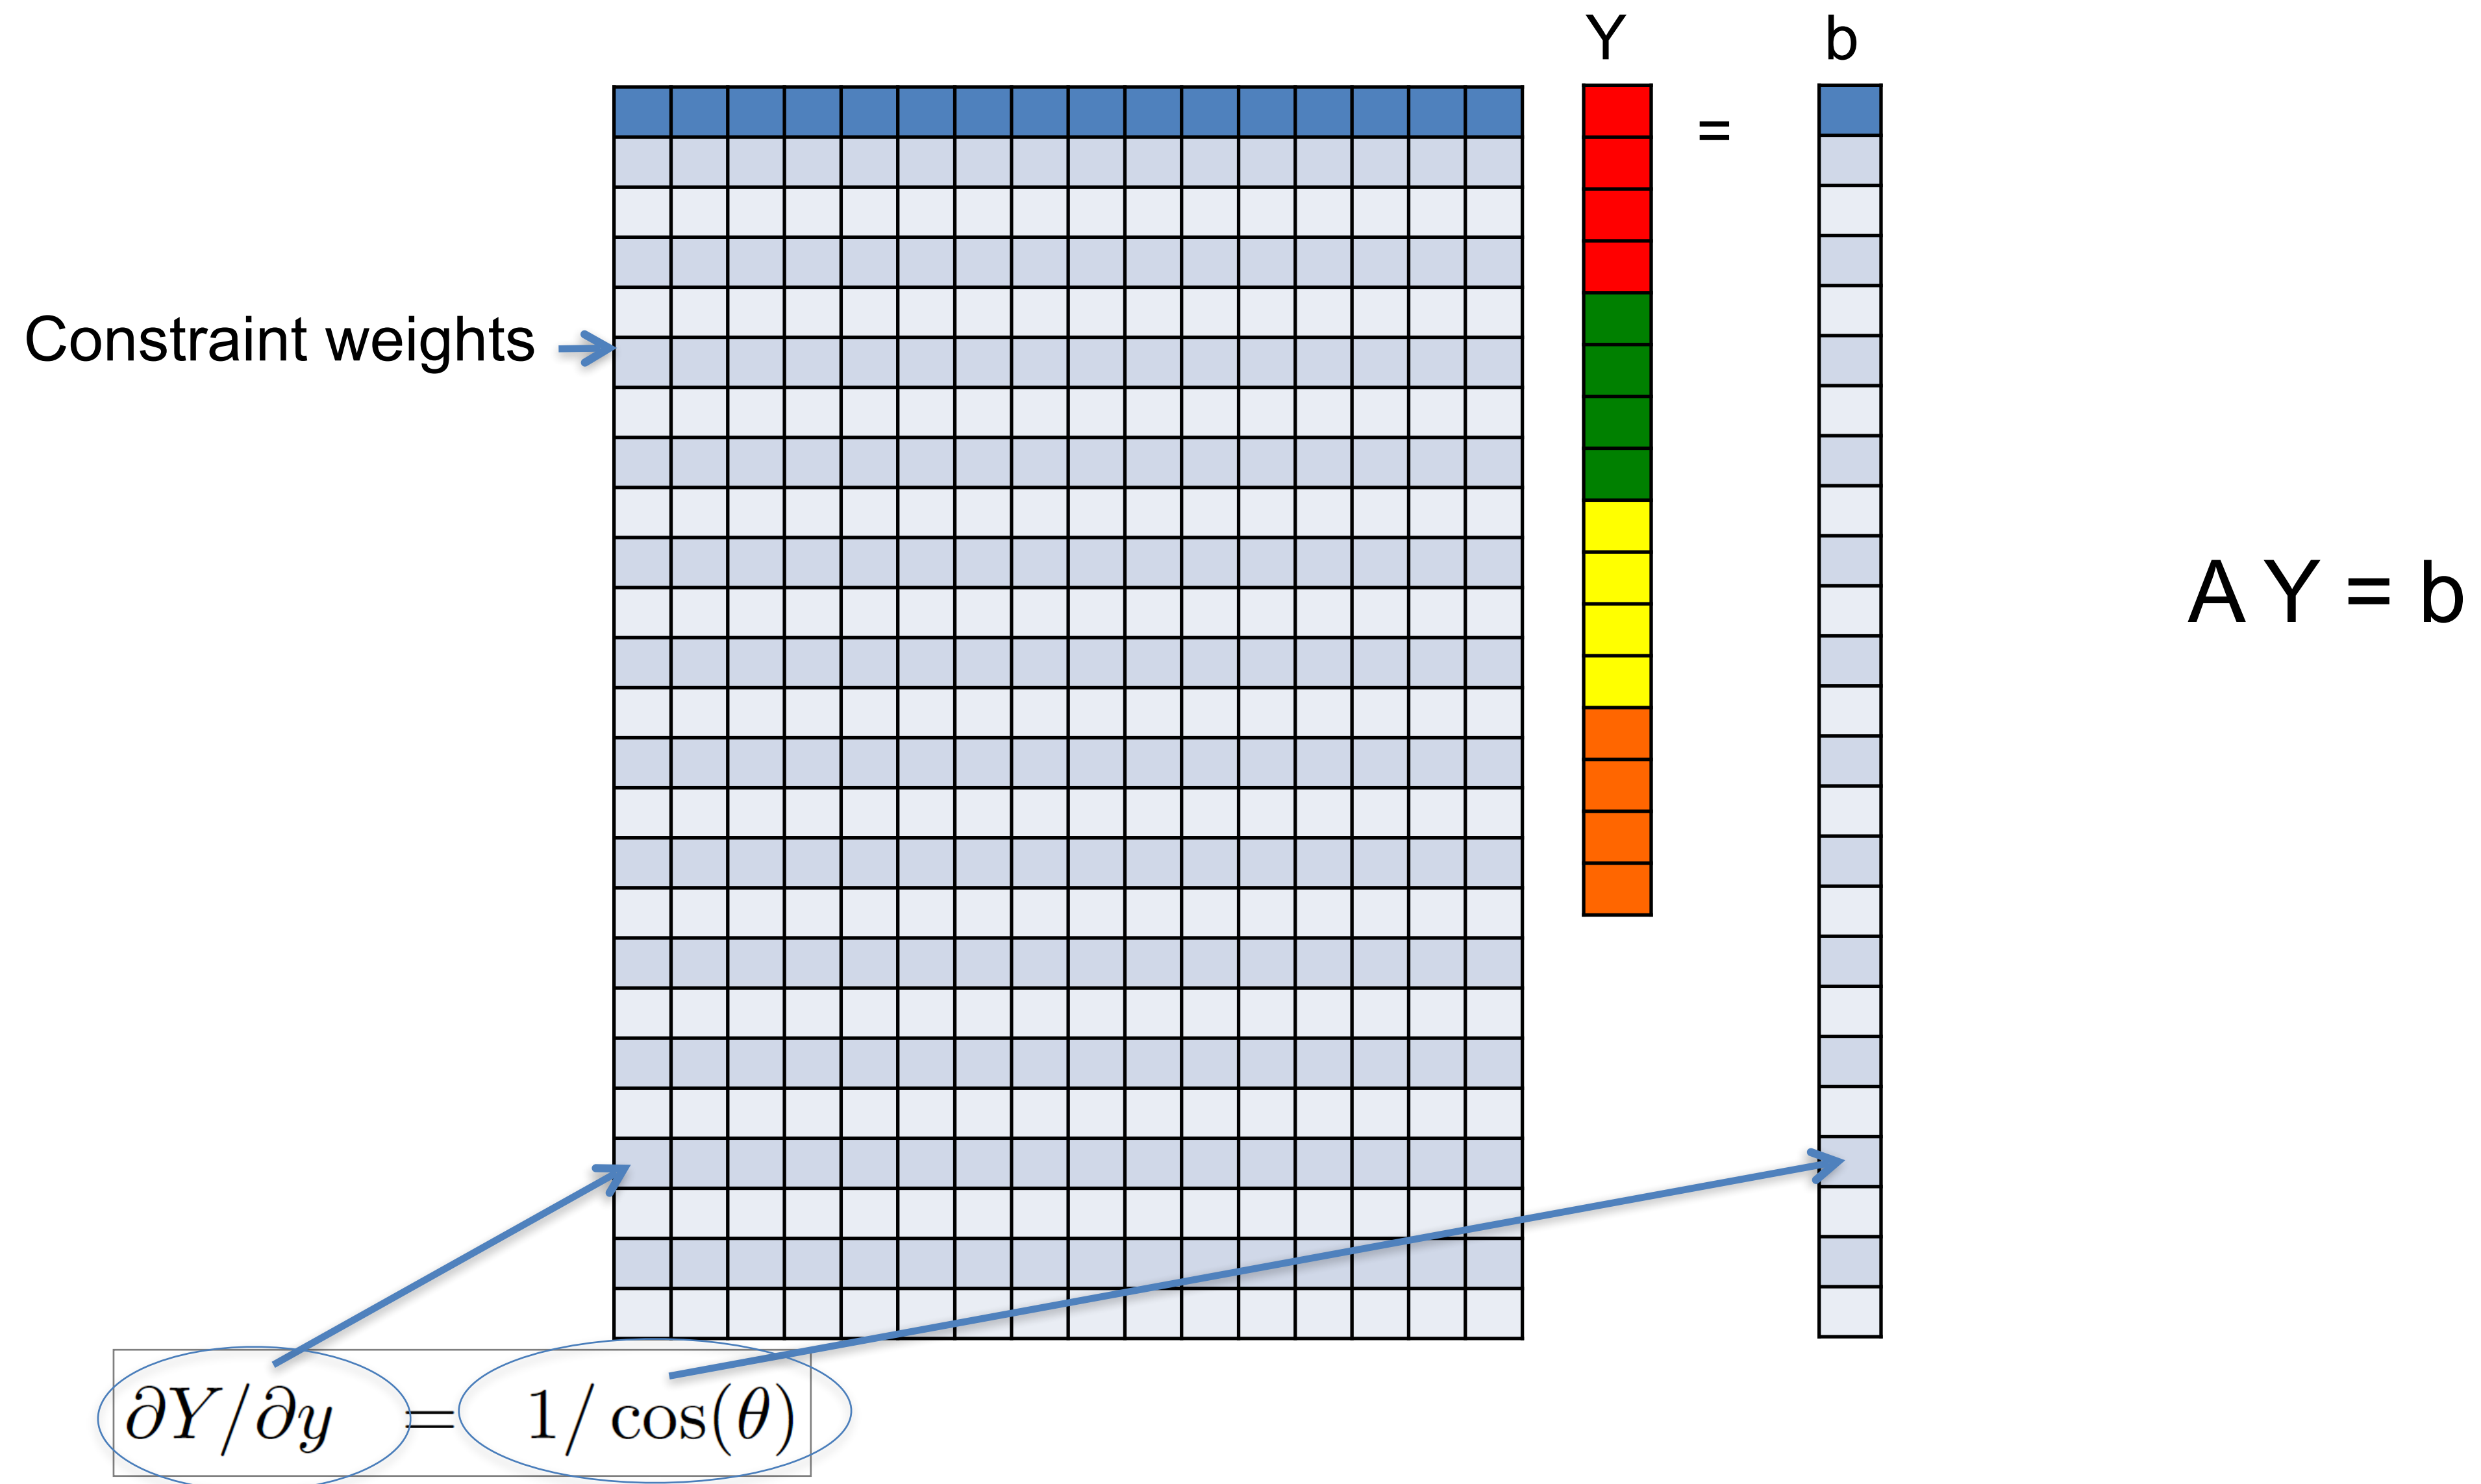 Y
b
=
Constraint weights
A Y = b
∂Y/∂y = 1/ cos(θ)